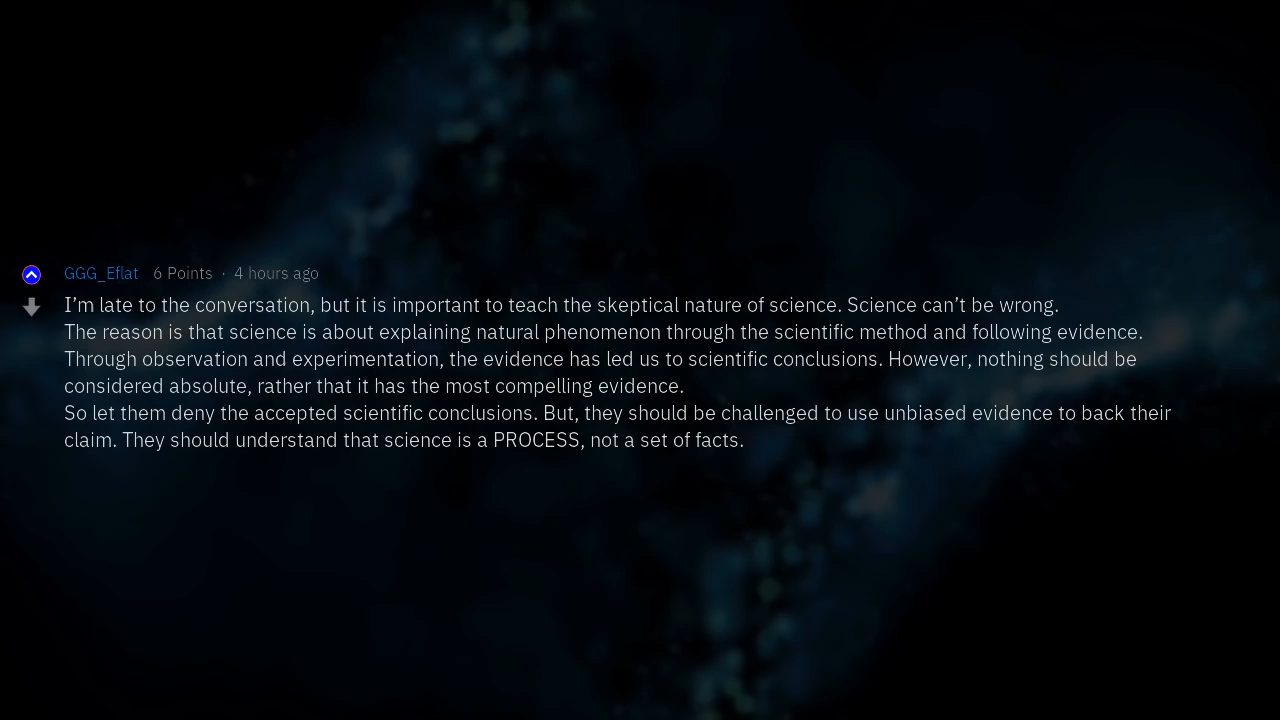 GGG_Eflat 6 Points · 4 hours ago
I’m late to the conversation, but it is important to teach the skeptical nature of science. Science can’t be wrong.
The reason is that science is about explaining natural phenomenon through the scientific method and following evidence.
Through observation and experimentation, the evidence has led us to scientific conclusions. However, nothing should be
considered absolute, rather that it has the most compelling evidence.
So let them deny the accepted scientific conclusions. But, they should be challenged to use unbiased evidence to back their
claim. They should understand that science is a PROCESS, not a set of facts.